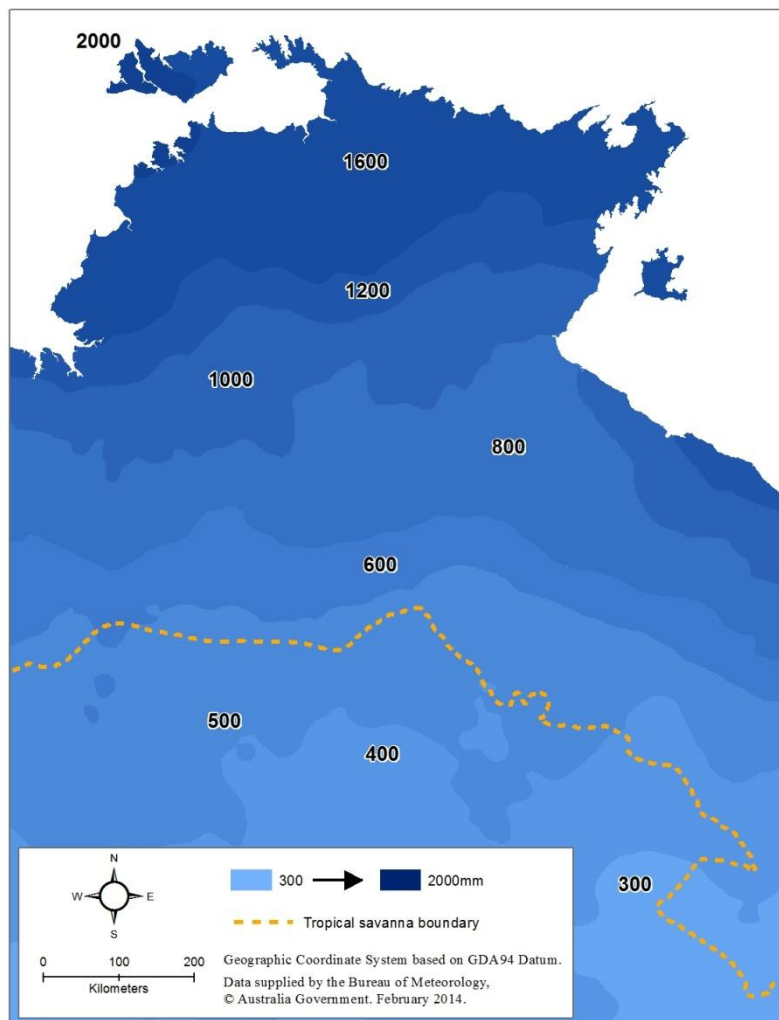 2000
1600
1200
1000
800
600
500
400
300
N
W E
S
300 2000mm
Tropical savanna boundary
0 100 200
Kilometers
Geographic Coordinate System based on GDA94 Datum.
Data supplied by the Bureau of Meteorology,
© Australia Government. February 2014.